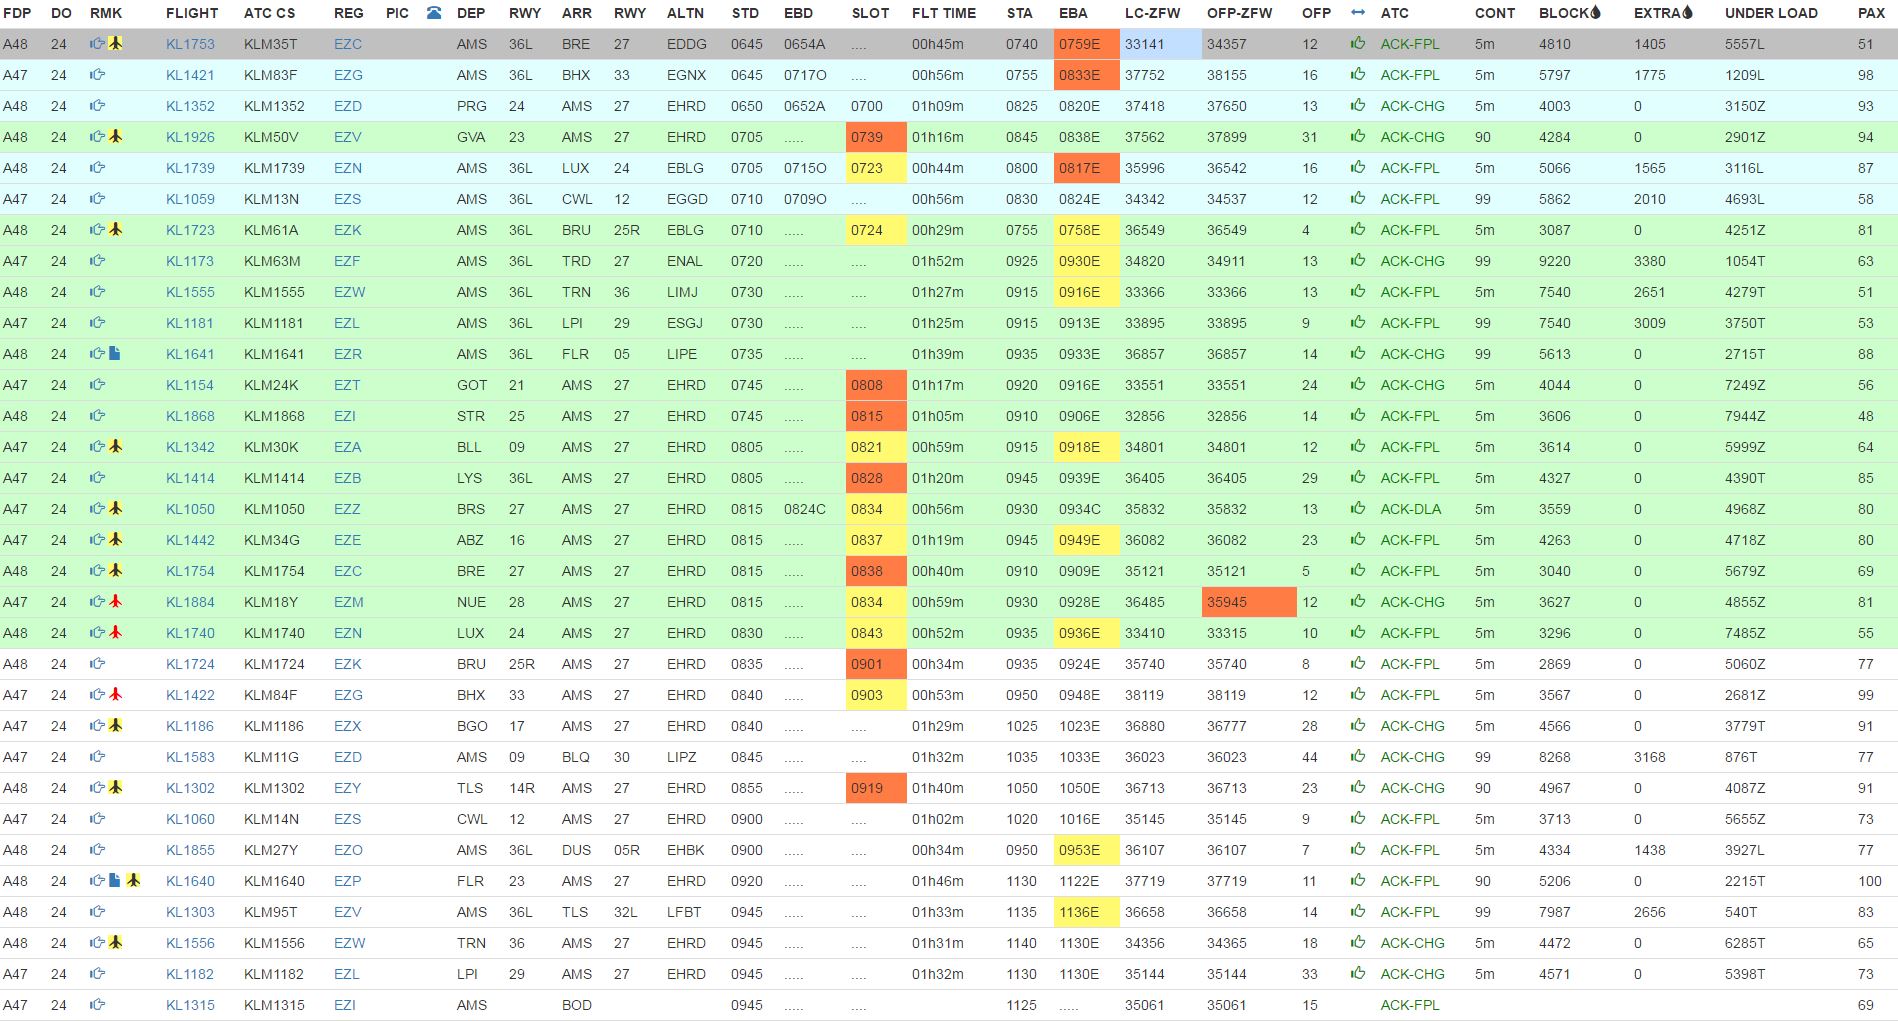 FDP DO RMK FLIGHT ATC CS REG PIC DEP RWY ARR RWY ALTN STD EBD SLOT FLT TIME STA EBA LC-ZFW OFP-ZFW OFP ATC CONT BLOCK EXTRA UNDER LOAD PAX
A48 24 KL1753 KLM35T EZC AMS 36L BRE 27 EDDG 0645 0654A .... 00h45m 0740 0759E 33141 34357 12 ACK-FPL 5m 4810 1405 5557L 51
A47 24 KL1421 KLM83F EZG AMS 36L BHX 33 EGNX 0645 0717O .... 00h56m 0755 0833E 37752 38155 16 ACK-FPL 5m 5797 1775 1209L 98
A48 24 KL1352 KLM1352 EZD PRG 24 AMS 27 EHRD 0650 0652A 0700 01h09m 0825 0820E 37418 37650 13 ACK-CHG 5m 4003 0 3150Z 93
A48 24 KL1926 KLM50V EZV GVA 23 AMS 27 EHRD 0705 ..... 0739 01h16m 0845 0838E 37562 37899 31 ACK-CHG 90 4284 0 2901Z 94
A48 24 KL1739 KLM1739 EZN AMS 36L LUX 24 EBLG 0705 0715O 0723 00h44m 0800 0817E 35996 36542 16 ACK-FPL 5m 5066 1565 3116L 87
A47 24 KL1059 KLM13N EZS AMS 36L CWL 12 EGGD 0710 0709O .... 00h56m 0830 0824E 34342 34537 12 ACK-FPL 99 5862 2010 4693L 58
A48 24 KL1723 KLM61A EZK AMS 36L BRU 25R EBLG 0710 ..... 0724 00h29m 0755 0758E 36549 36549 4 ACK-FPL 5m 3087 0 4251Z 81
A47 24 KL1173 KLM63M EZF AMS 36L TRD 27 ENAL 0720 ..... .... 01h52m 0925 0930E 34820 34911 13 ACK-CHG 99 9220 3380 1054T 63
A48 24 KL1555 KLM1555 EZW AMS 36L TRN 36 LIMJ 0730 ..... .... 01h27m 0915 0916E 33366 33366 13 ACK-FPL 5m 7540 2651 4279T 51
A47 24 KL1181 KLM1181 EZL AMS 36L LPI 29 ESGJ 0730 ..... .... 01h25m 0915 0913E 33895 33895 9 ACK-FPL 99 7540 3009 3750T 53
A48 24 KL1641 KLM1641 EZR AMS 36L FLR 05 LIPE 0735 ..... .... 01h39m 0935 0933E 36857 36857 14 ACK-CHG 99 5613 0 2715T 88
A47 24 KL1154 KLM24K EZT GOT 21 AMS 27 EHRD 0745 ..... 0808 01h17m 0920 0916E 33551 33551 24 ACK-CHG 5m 4044 0 7249Z 56
A48 24 KL1868 KLM1868 EZI STR 25 AMS 27 EHRD 0745 ..... 0815 01h05m 0910 0906E 32856 32856 14 ACK-FPL 5m 3606 0 7944Z 48
A47 24 KL1342 KLM30K EZA BLL 09 AMS 27 EHRD 0805 ..... 0821 00h59m 0915 0918E 34801 34801 12 ACK-FPL 5m 3614 0 5999Z 64
A47 24 KL1414 KLM1414 EZB LYS 36L AMS 27 EHRD 0805 ..... 0828 01h20m 0945 0939E 36405 36405 29 ACK-FPL 5m 4327 0 4390T 85
A47 24 KL1050 KLM1050 EZZ BRS 27 AMS 27 EHRD 0815 0824C 0834 00h56m 0930 0934C 35832 35832 13 ACK-DLA 5m 3559 0 4968Z 80
A47 24 KL1442 KLM34G EZE ABZ 16 AMS 27 EHRD 0815 ..... 0837 01h19m 0945 0949E 36082 36082 23 ACK-FPL 5m 4263 0 4718Z 80
A48 24 KL1754 KLM1754 EZC BRE 27 AMS 27 EHRD 0815 ..... 0838 00h40m 0910 0909E 35121 35121 5 ACK-FPL 5m 3040 0 5679Z 69
A47 24 KL1884 KLM18Y EZM NUE 28 AMS 27 EHRD 0815 ..... 0834 00h59m 0930 0928E 36485 35945 12 ACK-CHG 5m 3627 0 4855Z 81
A48 24 KL1740 KLM1740 EZN LUX 24 AMS 27 EHRD 0830 ..... 0843 00h52m 0935 0936E 33410 33315 10 ACK-FPL 5m 3296 0 7485Z 55
A48 24 KL1724 KLM1724 EZK BRU 25R AMS 27 EHRD 0835 ..... 0901 00h34m 0935 0924E 35740 35740 8 ACK-FPL 5m 2869 0 5060Z 77
A47 24 KL1422 KLM84F EZG BHX 33 AMS 27 EHRD 0840 ..... 0903 00h53m 0950 0948E 38119 38119 12 ACK-FPL 5m 3567 0 2681Z 99
A47 24 KL1186 KLM1186 EZX BGO 17 AMS 27 EHRD 0840 ..... .... 01h29m 1025 1023E 36880 36777 28 ACK-CHG 5m 4566 0 3779T 91
A47 24 KL1583 KLM11G EZD AMS 09 BLQ 30 LIPZ 0845 ..... .... 01h32m 1035 1033E 36023 36023 44 ACK-CHG 99 8268 3168 876T 77
A48 24 KL1302 KLM1302 EZY TLS 14R AMS 27 EHRD 0855 ..... 0919 01h40m 1050 1050E 36713 36713 23 ACK-CHG 90 4967 0 4087Z 91
A47 24 KL1060 KLM14N EZS CWL 12 AMS 27 EHRD 0900 ..... .... 01h02m 1020 1016E 35145 35145 9 ACK-FPL 5m 3713 0 5655Z 73
A48 24 KL1855 KLM27Y EZO AMS 36L DUS 05R EHBK 0900 ..... .... 00h34m 0950 0953E 36107 36107 7 ACK-FPL 5m 4334 1438 3927L 77
A48 24 KL1640 KLM1640 EZP FLR 23 AMS 27 EHRD 0920 ..... .... 01h46m 1130 1122E 37719 37719 11 ACK-FPL 90 5206 0 2215T 100
A48 24 KL1303 KLM95T EZV AMS 36L TLS 32L LFBT 0945 ..... .... 01h33m 1135 1136E 36658 36658 14 ACK-FPL 99 7987 2656 540T 83
A48 24 KL1556 KLM1556 EZW TRN 36 AMS 27 EHRD 0945 ..... .... 01h31m 1140 1130E 34356 34365 18 ACK-CHG 5m 4472 0 6285T 65
A47 24 KL1182 KLM1182 EZL LPI 29 AMS 27 EHRD 0945 ..... .... 01h32m 1130 1130E 35144 35144 33 ACK-CHG 5m 4571 0 5398T 73
A47 24 KL1315 KLM1315 EZI AMS BOD 0945 ..... .... 1125 ..... 35061 35061 15 ACK-FPL 69